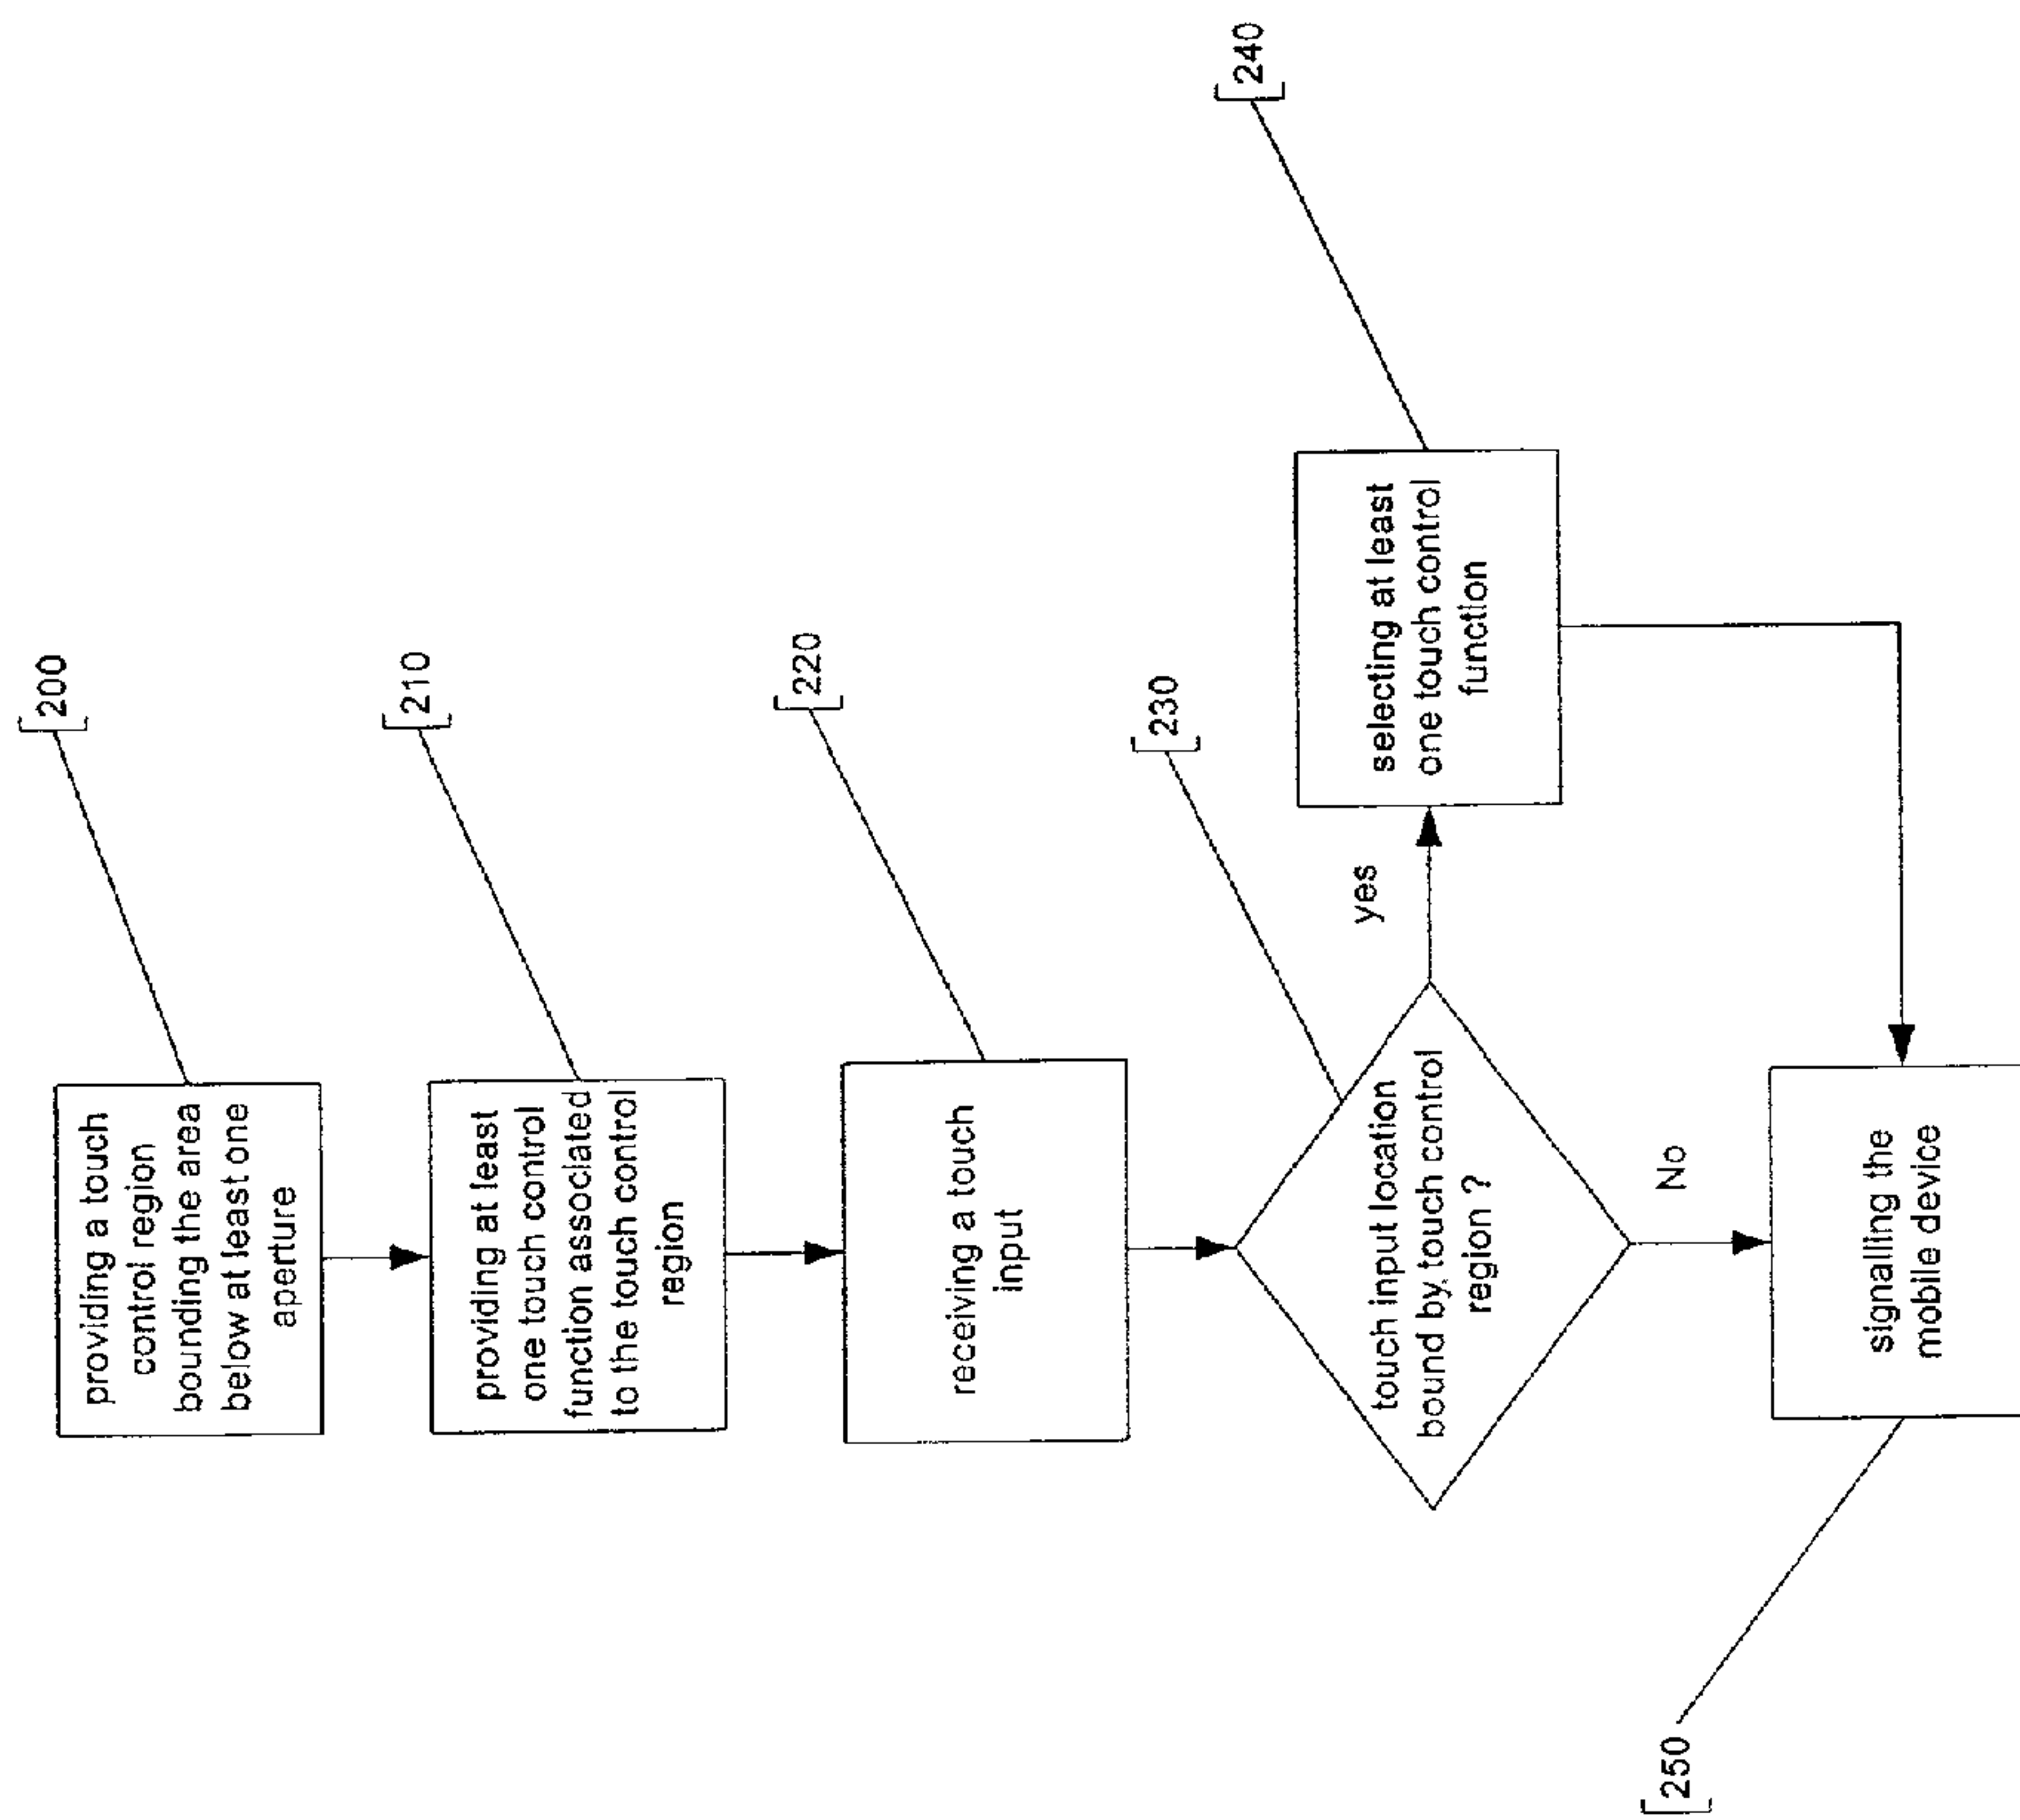 [200
providing a touch
control region
bounding the area
below at least one
aperture
[210
providing at least
one touch control
function associated
to the touch control
region
[220
receiving a touch
input
[230
touch input location
bound by touch control
region ?
yes
[240
selecting at least
one touch control
function
No
signalling the
mobile device
[250